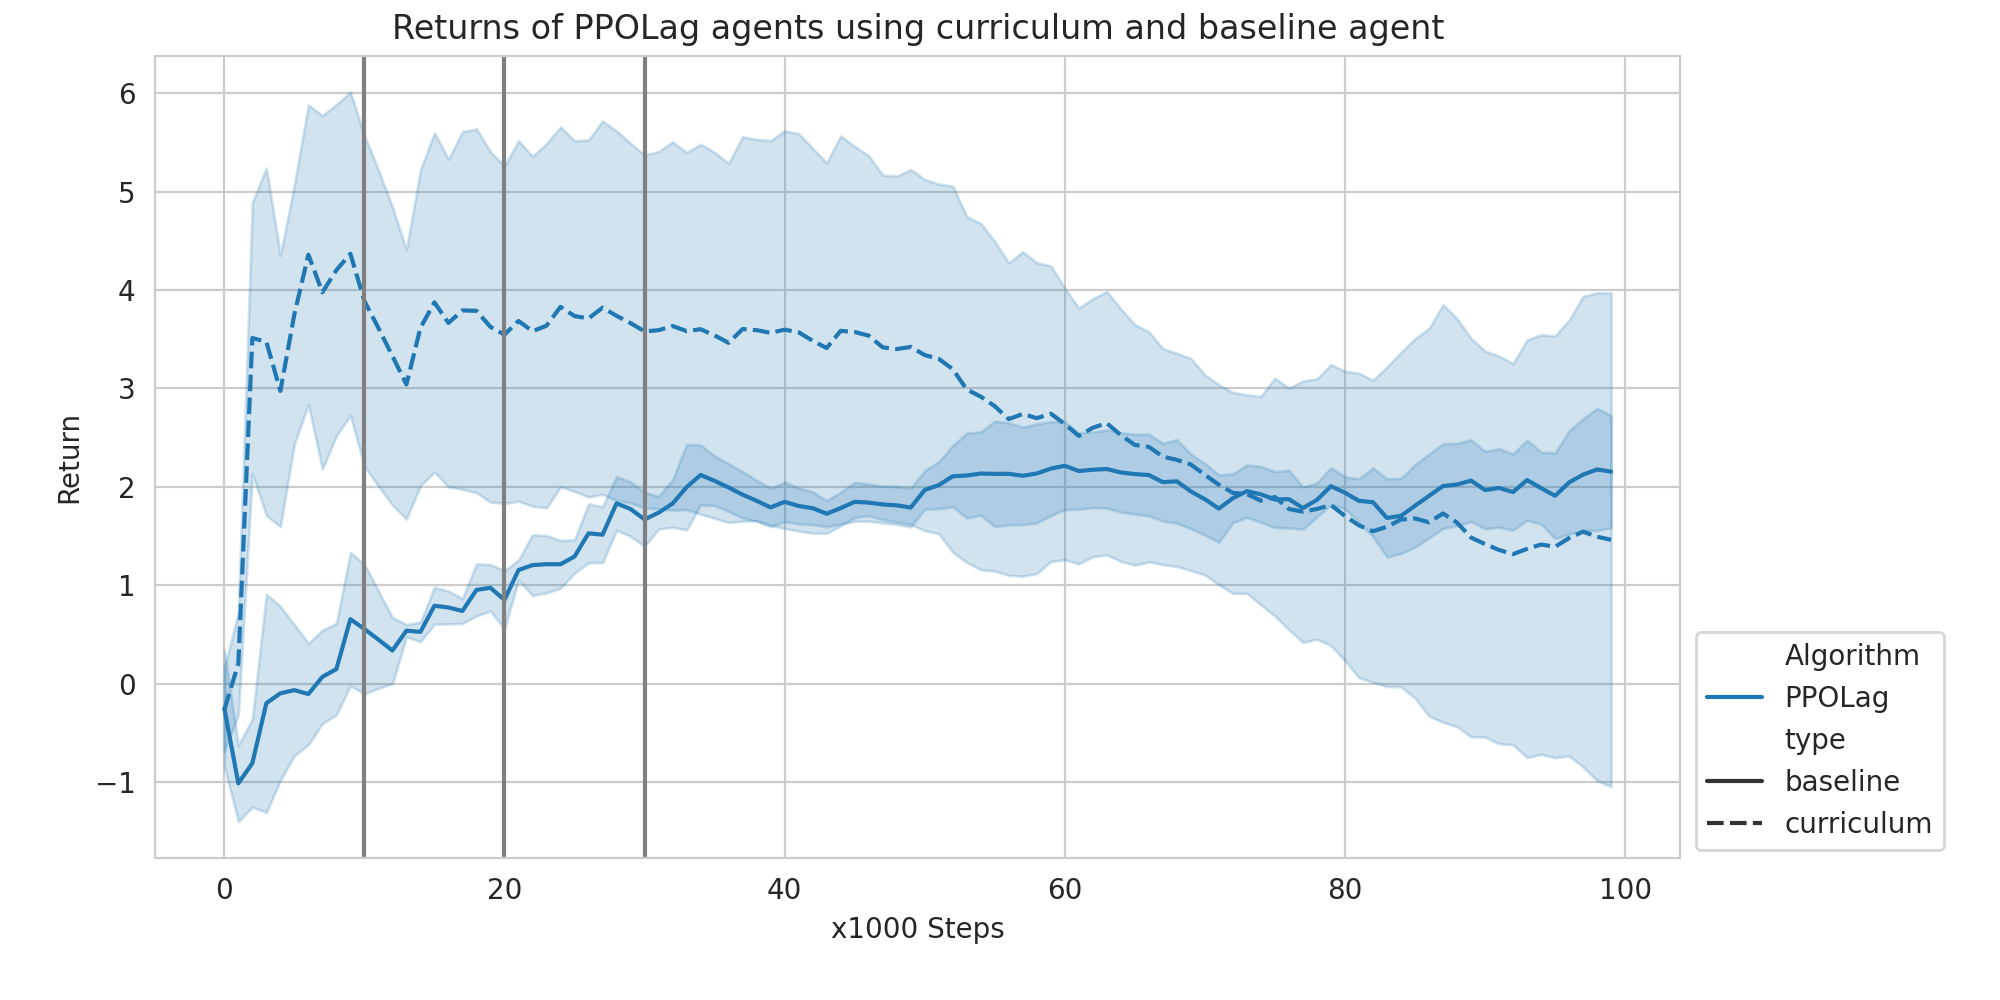 Returns of PPOLag agents using curriculum and baseline agent
6
5
4
3
2
1
0
−1
Return
0 20 40 60 80 100
x1000 Steps
Algorithm
PPOLag
type
baseline
curriculum